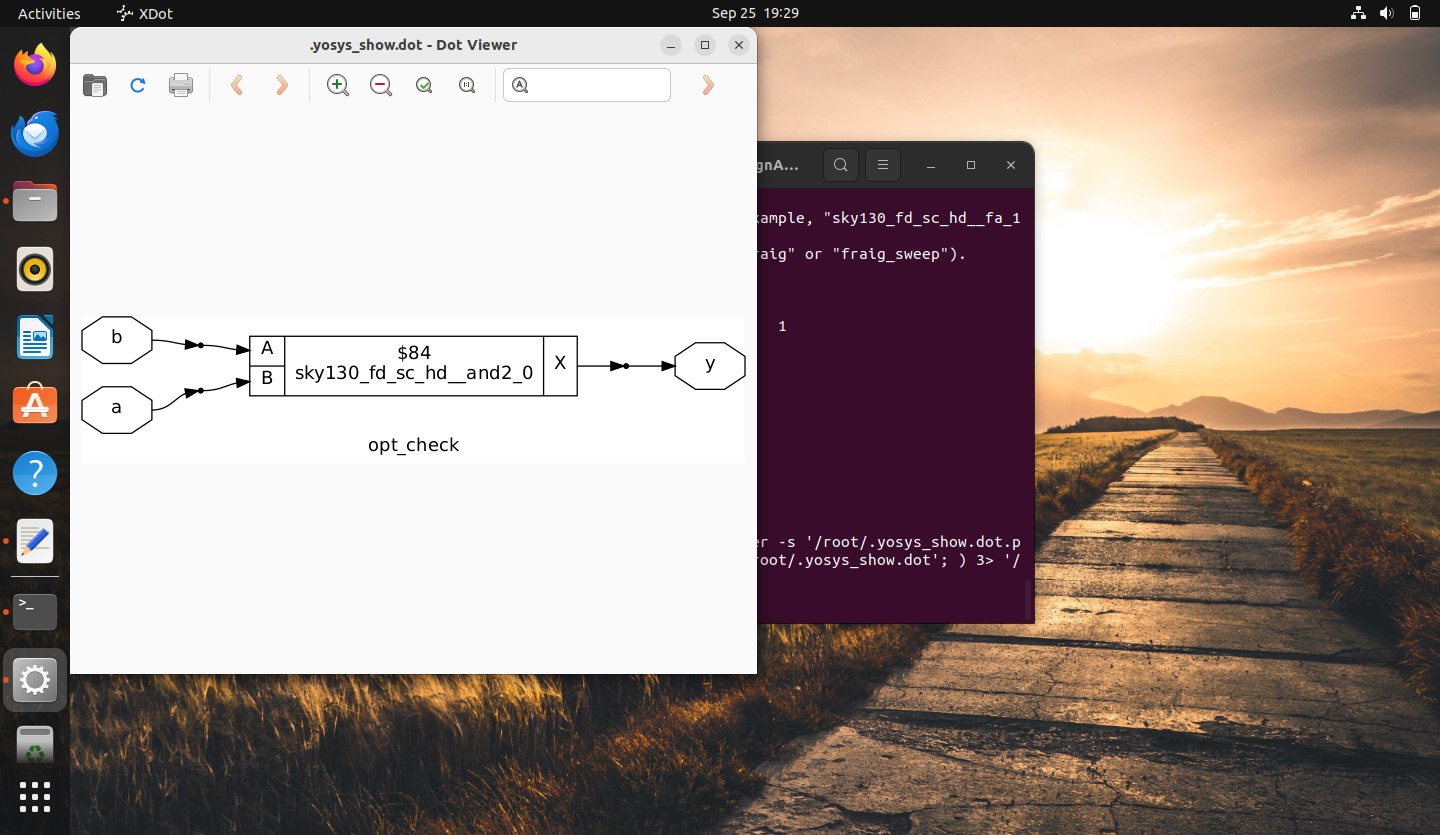 Activities
XDot
Sep 25 19:29
.yosys_show.dot - Dot Viewer
gnA...
ample, "sky130_fd_sc_hd__fa_1
aig" or "fraig_sweep").
1
b
A
$84
sky130_fd_sc_hd__and2_0
X
y
B
a
opt_check
er -s '/root/.yosys_show.dot.p
root/.yosys_show.dot'; ) 3> '/